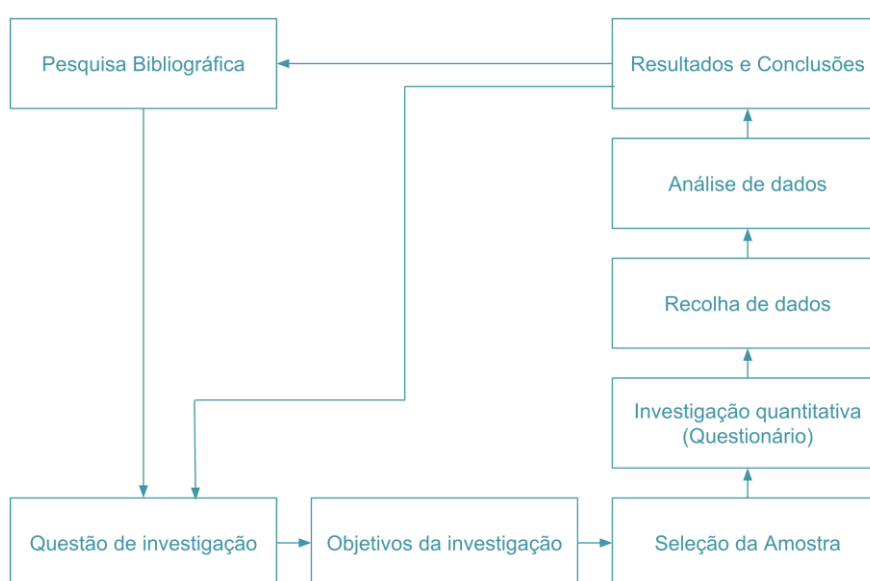 Pesquisa Bibliográfica
Resultados e Conclusões
Análise de dados
Recolha de dados
Investigação quantitativa
(Questionário)
Questão de investigação
Objetivos da investigação
Seleção da Amostra